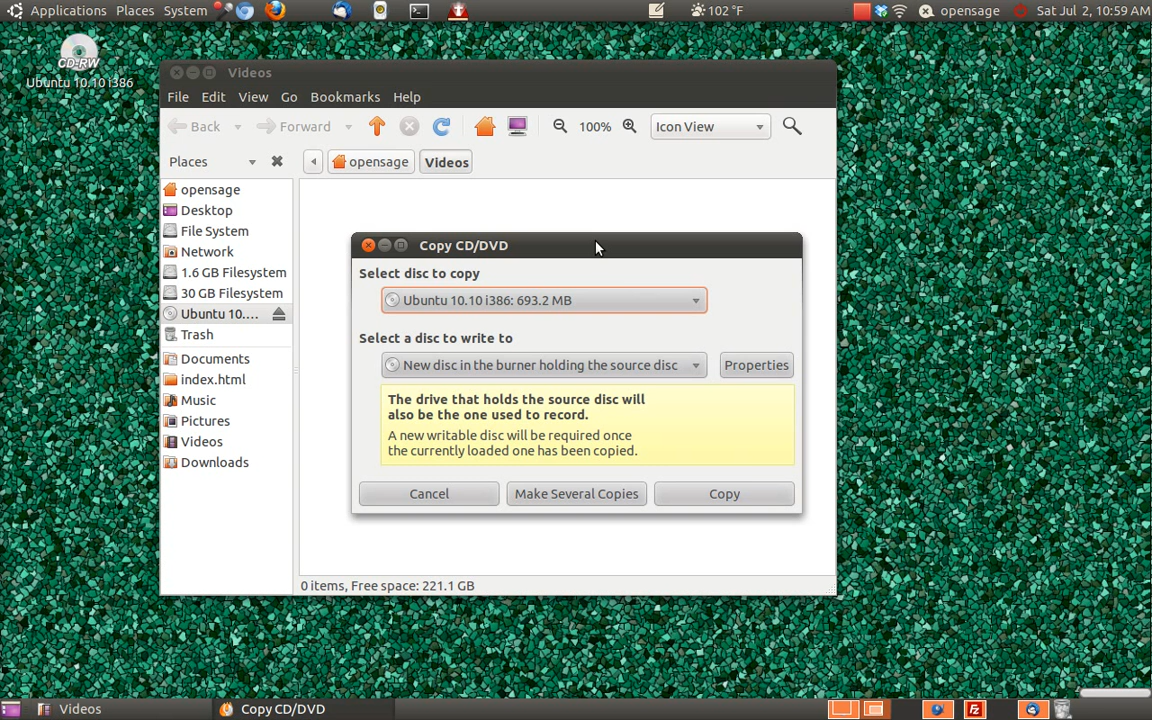 Applications Places System
102 °F
opensage
Sat Jul 2, 10:59 AM
CD-RW
Ubuntu 10.10 i386
Videos
File Edit View Go Bookmarks Help
Back Forward 100% Icon View
Places
opensage Videos
opensage
Desktop
File System
Network
1.6 GB Filesystem
30 GB Filesystem
Ubuntu 10....
Trash
Documents
index.html
Music
Pictures
Videos
Downloads
Copy CD/DVD
Select disc to copy
Ubuntu 10.10 i386: 693.2 MB
Select a disc to write to
New disc in the burner holding the source disc
Properties
The drive that holds the source disc will
also be the one used to record.
A new writable disc will be required once
the currently loaded one has been copied.
Cancel Make Several Copies Copy
0 items, Free space: 221.1 GB
Videos
Copy CD/DVD
Fz